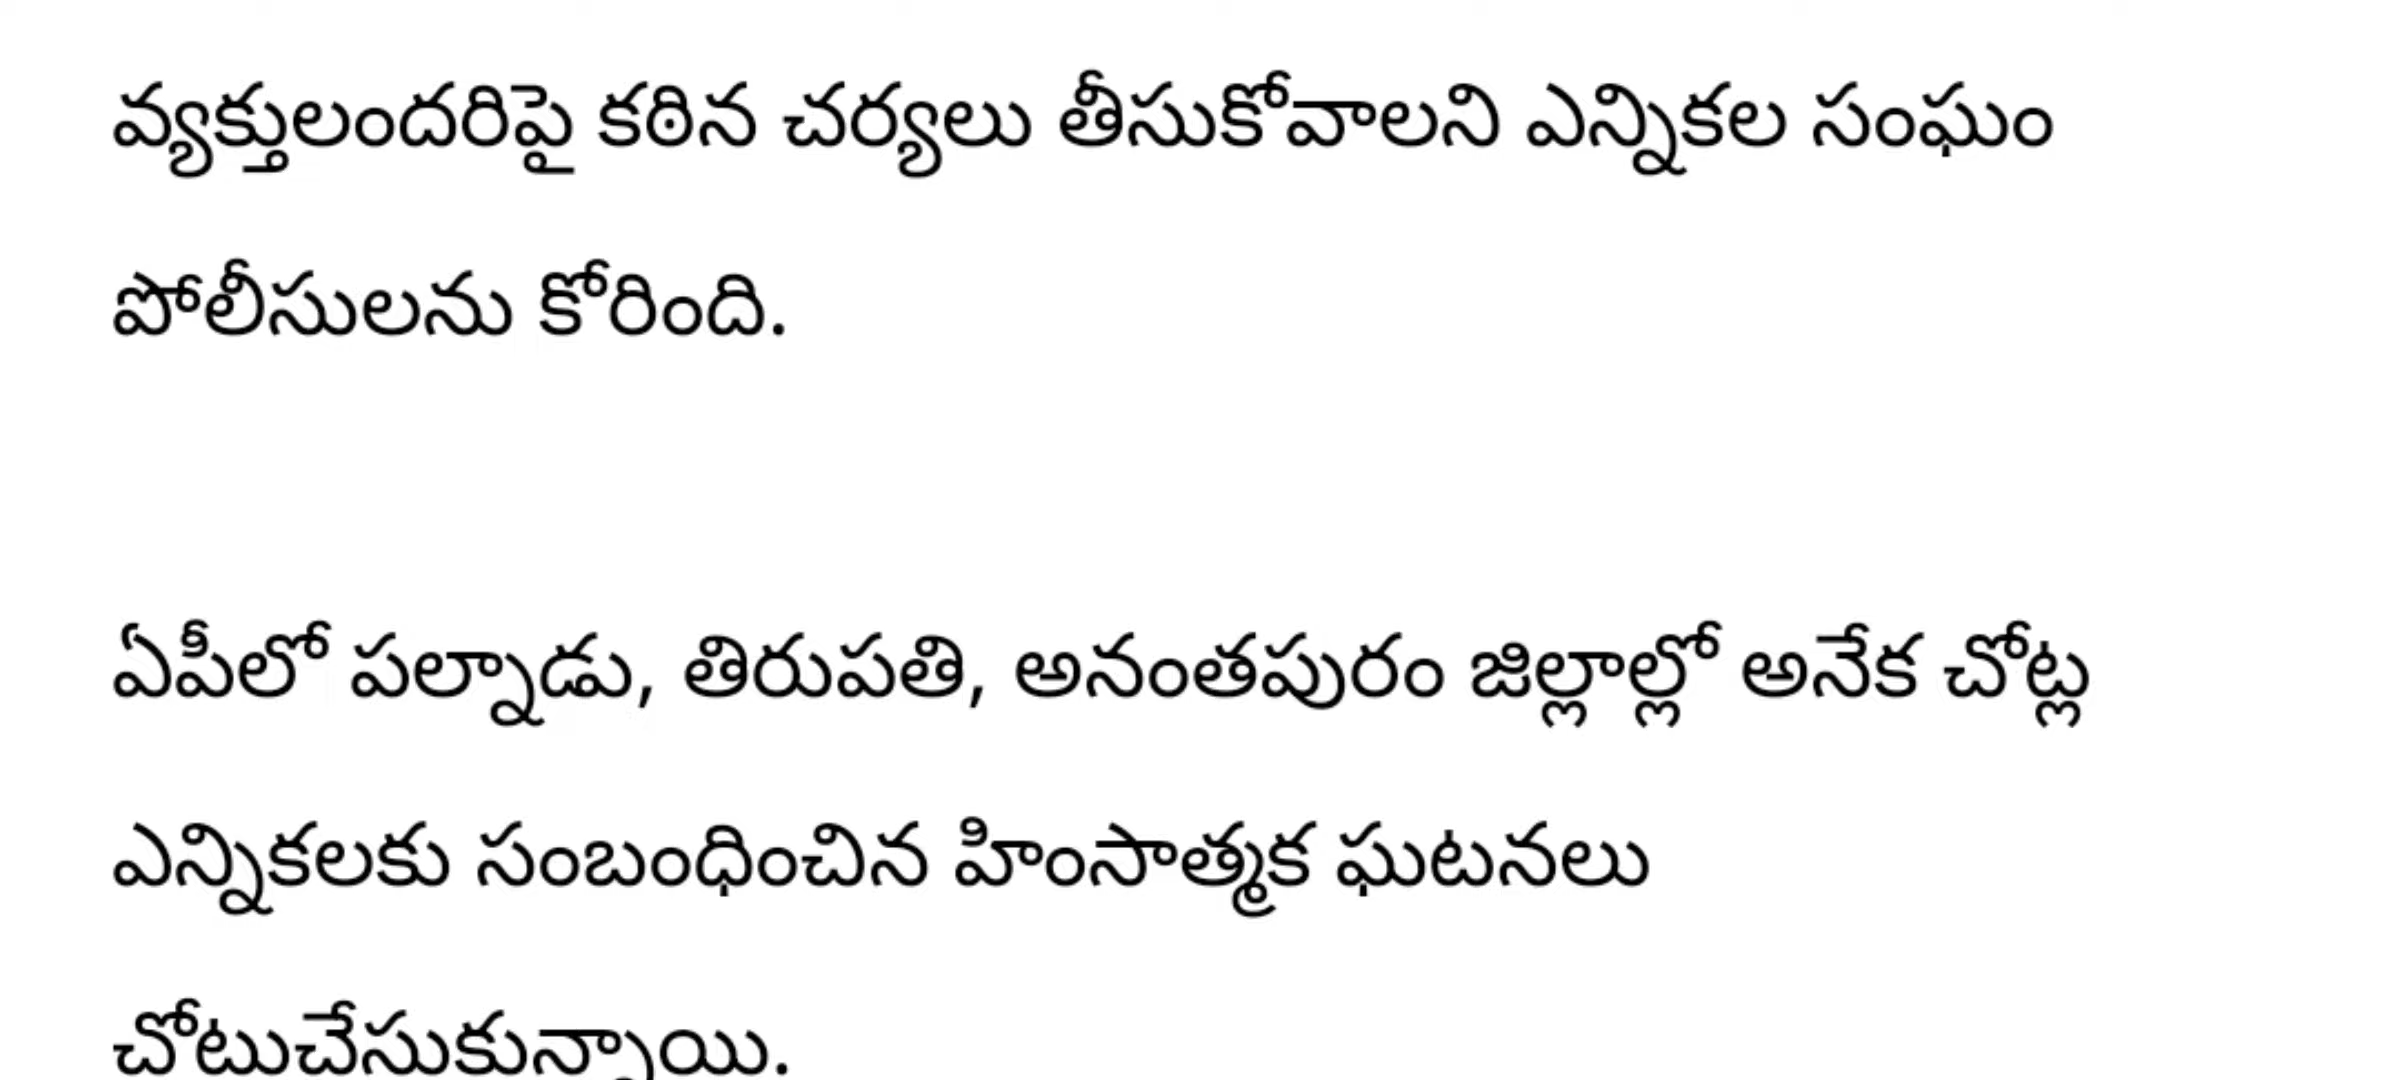 వ్యక్తులందరిపై కఠిన చర్యలు తీసుకోవాలని ఎన్నికల సంఘం
పోలీసులను కోరింది.
ఏపీలో పల్నాడు, తిరుపతి, అనంతపురం జిల్లాల్లో అనేక చోట్ల
ఎన్నికలకు సంబంధించిన హింసాత్మక ఘటనలు
చోటుచేసుకున్నాయి.